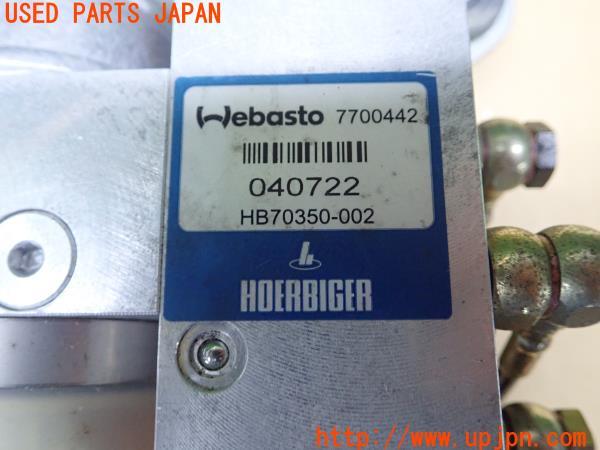 USED PARTS JAPAN
Webasto 7700442
040722
HB70350-002
HOERBIGER
http://www.upjpn.com/